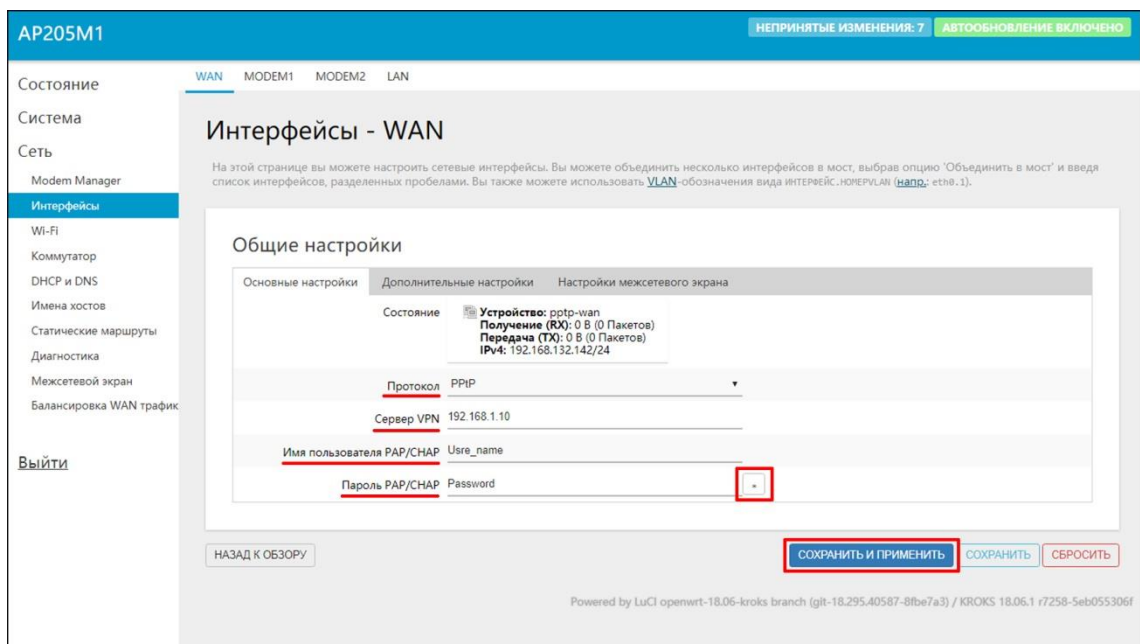 AP205M1
НЕПРИНЯТЫЕ ИЗМЕНЕНИЯ: 7
АВТООБНОВЛЕНИЕ ВКЛЮЧЕНО
Состояние
Система
Сеть
Modem Manager
Интерфейсы
Wi-Fi
Коммутатор
DHCP и DNS
Имена хостов
Статические маршруты
Диагностика
Межсетевой экран
Балансировка WAN трафик
Выйти
WAN MODEM1 MODEM2 LAN
Интерфейсы - WAN
На этой странице вы можете настроить сетевые интерфейсы. Вы можете объединить несколько интерфейсов в мост, выбрав опцию 'Объединить в мост' и введя
список интерфейсов, разделенных пробелами. Вы также можете использовать VLAN-обозначения вида ИНТЕРФЕЙС.НОМЕРVLAN (напр.: eth0.1).
Общие настройки
Основные настройки Дополнительные настройки Настройки межсетевого экрана
Состояние
Устройство: pptp-wan
Получение (RX): 0 B (0 Пакетов)
Передача (TX): 0 B (0 Пакетов)
IPv4: 192.168.132.142/24
Протокол PPtP
Сервер VPN 192.168.1.10
Имя пользователя PAP/CHAP Usre_name
Пароль PAP/CHAP Password
НАЗАД К ОБЗОРУ
СОХРАНИТЬ И ПРИМЕНИТЬ
СОХРАНИТЬ
СБРОСИТЬ
Powered by LuCI openwrt-18.06-kroks branch (git-18.295.40587-8fbe7a3) / KROKS 18.06.1 r7258-5eb055306f